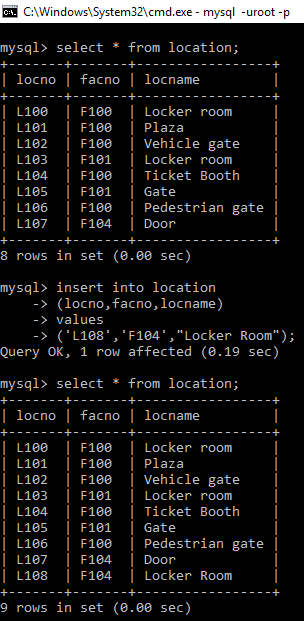 C:\Windows\System32\cmd.exe - mysql -uroot -p
mysql> select * from location;
+-------+-------+-----------------+
| locno | facno | locname         |
+-------+-------+-----------------+
| L100  | F100  | Locker room     |
| L101  | F100  | Plaza           |
| L102  | F100  | Vehicle gate    |
| L103  | F101  | Locker room     |
| L104  | F100  | Ticket Booth    |
| L105  | F101  | Gate            |
| L106  | F100  | Pedestrian gate |
| L107  | F104  | Door            |
+-------+-------+-----------------+
8 rows in set (0.00 sec)
mysql> insert into location
    -> (locno,facno,locname)
    -> values
    -> ('L108','F104',"Locker Room");
Query OK, 1 row affected (0.19 sec)
mysql> select * from location;
+-------+-------+-----------------+
| locno | facno | locname         |
+-------+-------+-----------------+
| L100  | F100  | Locker room     |
| L101  | F100  | Plaza           |
| L102  | F100  | Vehicle gate    |
| L103  | F101  | Locker room     |
| L104  | F100  | Ticket Booth    |
| L105  | F101  | Gate            |
| L106  | F100  | Pedestrian gate |
| L107  | F104  | Door            |
| L108  | F104  | Locker Room     |
+-------+-------+-----------------+
9 rows in set (0.00 sec)